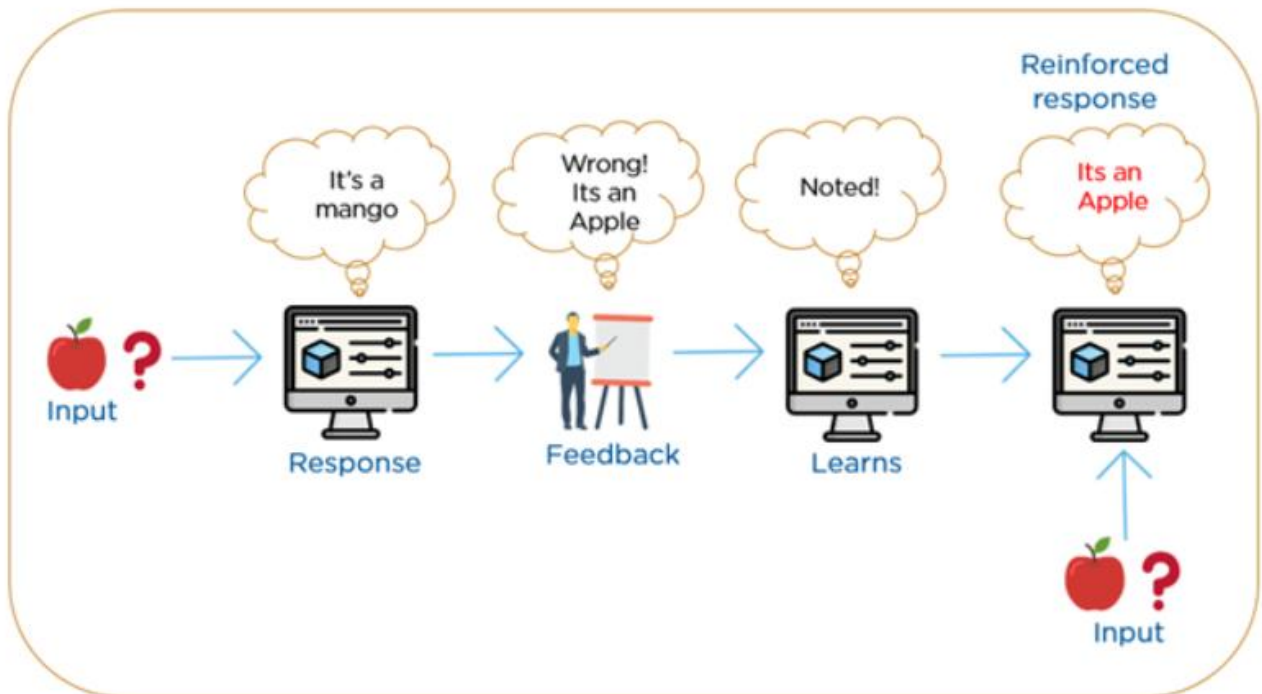 Reinforced
response
It's a
mango
Wrong!
Its an
Apple
Noted!
Its an
Apple
Input
Response
Feedback
Learns
Input